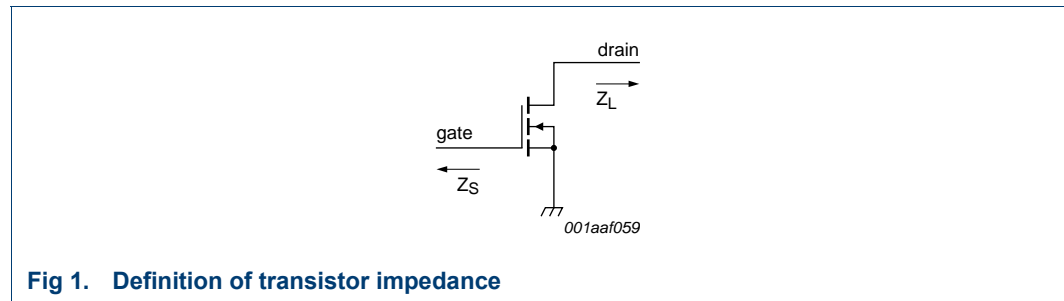 drain
Z_L
gate
Z_S
001aaf059
Fig 1. Definition of transistor impedance